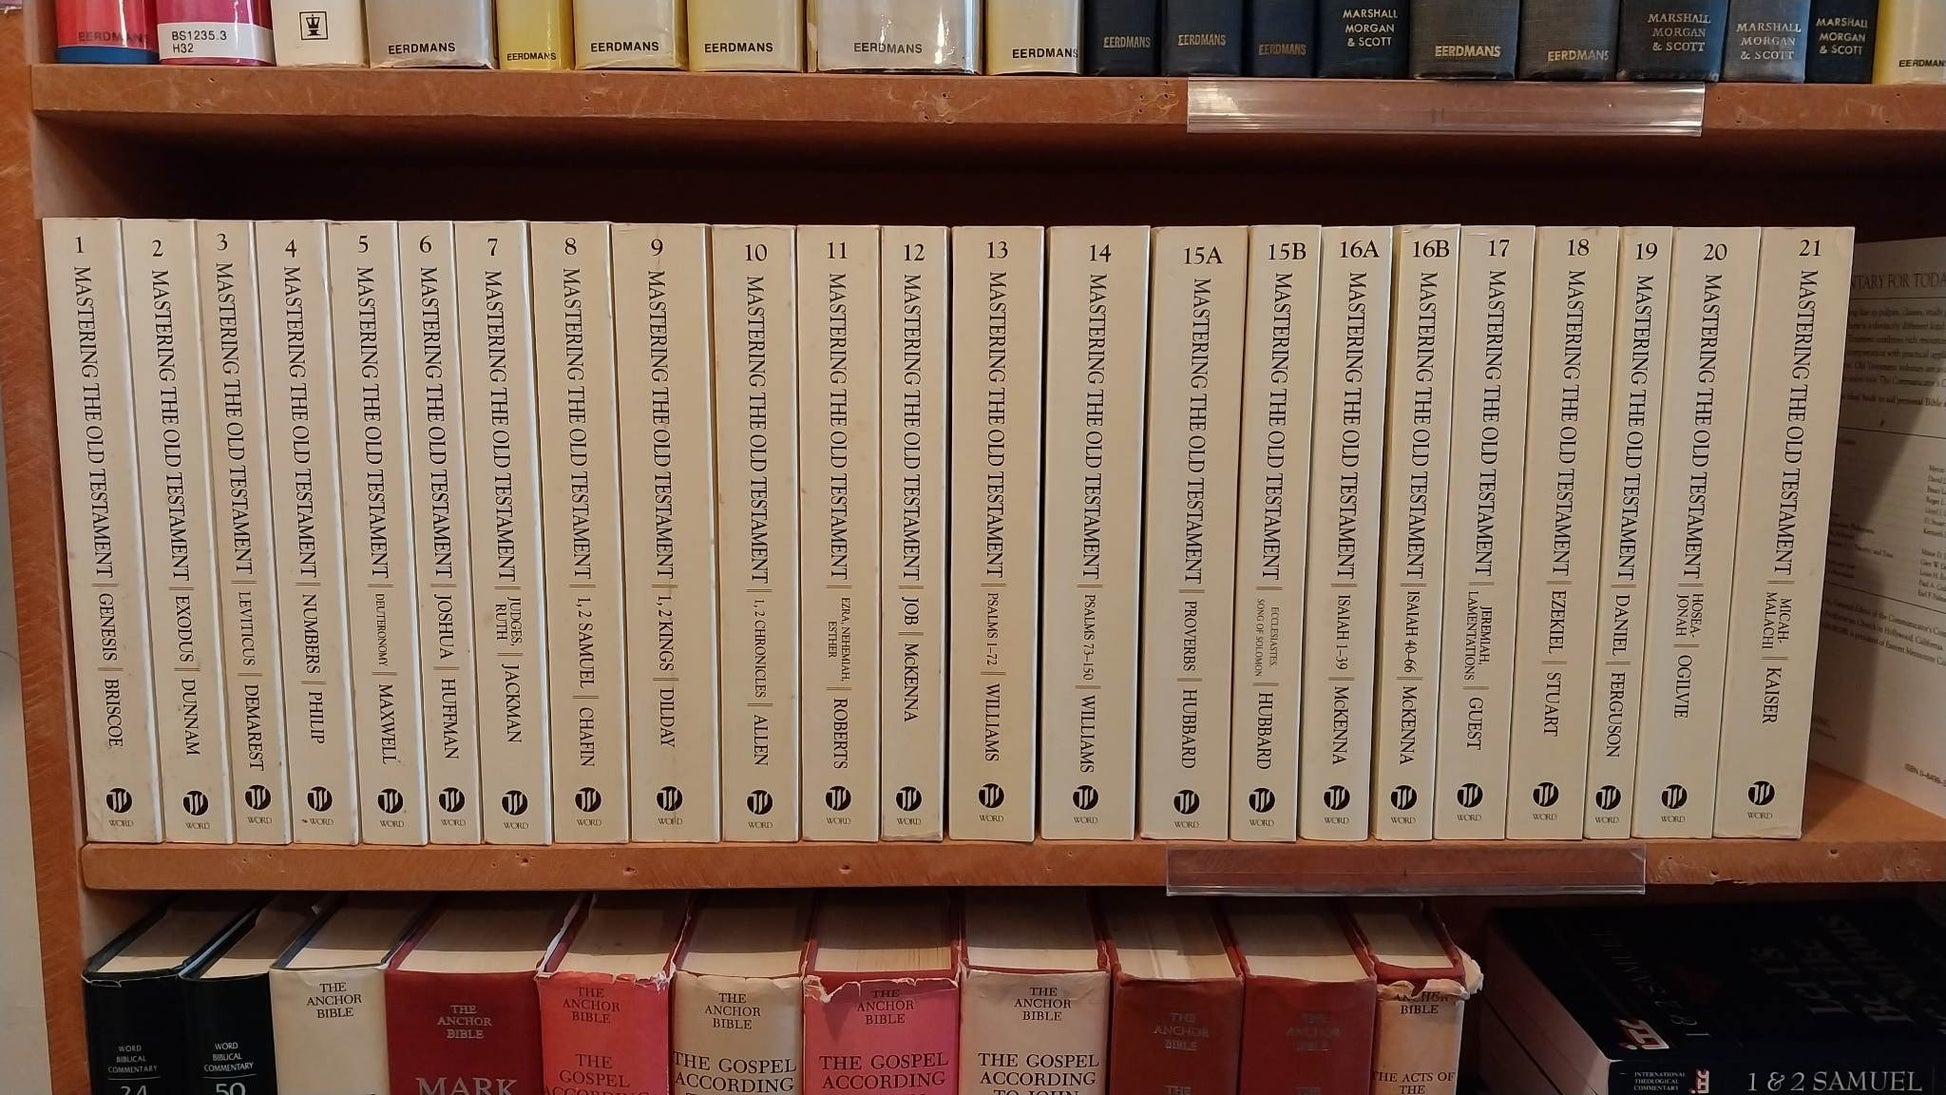 EERDMANS
BS1235.3
H32
EERDMANS
EERDMANS
EERDMANS
EERDMANS
EERDMANS
EERDMANS
EERDMANS
EERDMANS
EERDMANS
MARSHALL
MORGAN
& SCOTT
EERDMANS
EERDMANS
MARSHALL
MORGAN
& SCOTT
MARSHALL
MORGAN
& SCOTT
MARSHALL
MORGAN
& SCOTT
EERDMANS
1 MASTERING THE OLD TESTAMENT GENESIS BRISCOE
WORD
2 MASTERING THE OLD TESTAMENT EXODUS DUNNAM
WORD
3 MASTERING THE OLD TESTAMENT LEVITICUS DEMAREST
WORD
4 MASTERING THE OLD TESTAMENT NUMBERS PHILIP
WORD
5 MASTERING THE OLD TESTAMENT DEUTERONOMY MAXWELL
WORD
6 MASTERING THE OLD TESTAMENT JOSHUA HUFFMAN
WORD
7 MASTERING THE OLD TESTAMENT JUDGES, RUTH JACKMAN
WORD
8 MASTERING THE OLD TESTAMENT 1, 2 SAMUEL CHAFIN
WORD
9 MASTERING THE OLD TESTAMENT 1, 2 KINGS DILDAY
WORD
10 MASTERING THE OLD TESTAMENT 1, 2 CHRONICLES ALLEN
WORD
11 MASTERING THE OLD TESTAMENT EZRA, NEHEMIAH, ESTHER ROBERTS
WORD
12 MASTERING THE OLD TESTAMENT JOB McKENNA
WORD
13 MASTERING THE OLD TESTAMENT PSALMS 1–72 WILLIAMS
WORD
14 MASTERING THE OLD TESTAMENT PSALMS 73–150 WILLIAMS
WORD
15A MASTERING THE OLD TESTAMENT PROVERBS HUBBARD
WORD
15B MASTERING THE OLD TESTAMENT ECCLESIASTES, SONG OF SOLOMON HUBBARD
WORD
16A MASTERING THE OLD TESTAMENT ISAIAH 1–39 McKENNA
WORD
16B MASTERING THE OLD TESTAMENT ISAIAH 40–66 McKENNA
WORD
17 MASTERING THE OLD TESTAMENT JEREMIAH, LAMENTATIONS GUEST
WORD
18 MASTERING THE OLD TESTAMENT EZEKIEL STUART
WORD
19 MASTERING THE OLD TESTAMENT DANIEL FERGUSON
WORD
20 MASTERING THE OLD TESTAMENT HOSEA-JONAH OGILVIE
WORD
21 MASTERING THE OLD TESTAMENT MICAH-MALACHI KAISER
WORD
WORD
BIBLICAL
COMMENTARY
24
WORD
BIBLICAL
COMMENTARY
50
THE
ANCHOR
BIBLE
THE
ANCHOR
BIBLE
MARK
THE
ANCHOR
BIBLE
THE
GOSPEL
ACCORDING
THE
ANCHOR
BIBLE
THE GOSPEL
ACCORDING
THE
ANCHOR
BIBLE
THE GOSPEL
ACCORDING
THE
ANCHOR
BIBLE
THE GOSPEL
ACCORDING
TO JOHN
THE
ANCHOR
BIBLE
THE
THE
ANCHOR
BIBLE
THE
ANCHOR
BIBLE
THE ACTS OF
THE
INTERNATIONAL
THEOLOGICAL
COMMENTARY
1 & 2 SAMUEL